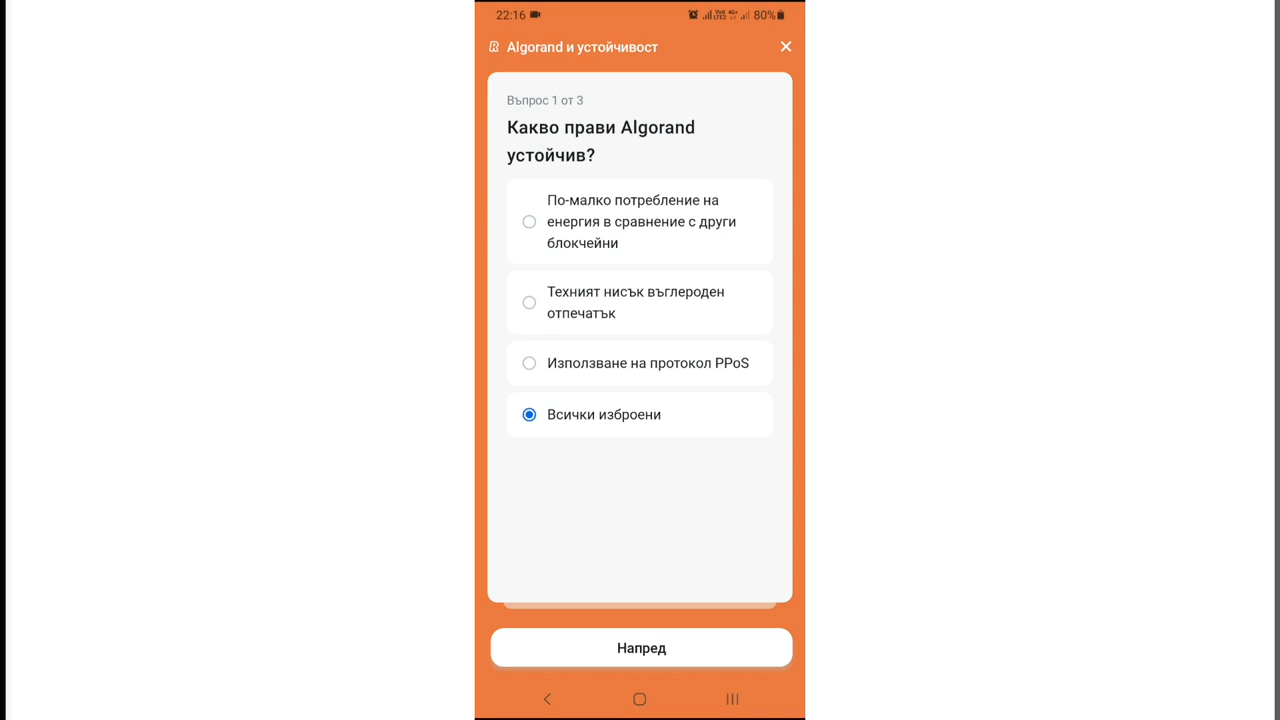 22:16
80%
Algorand и устойчивост
Въпрос 1 от 3
Какво прави Algorand
устойчив?
По-малко потребление на
енергия в сравнение с други
блокчейни
Техният нисък въглероден
отпечатък
Използване на протокол PPoS
Всички изброени
Напред